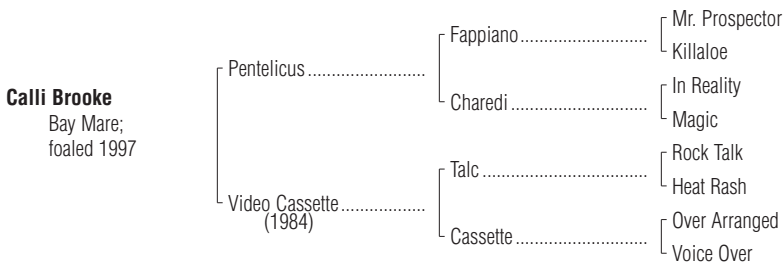 Mr. Prospector
Fappiano
Killaloe
Pentelicus
In Reality
Charedi
Magic
Calli Brooke
Bay Mare;
foaled 1997
Rock Talk
Talc
Heat Rash
Video Cassette
(1984)
Over Arranged
Cassette
Voice Over